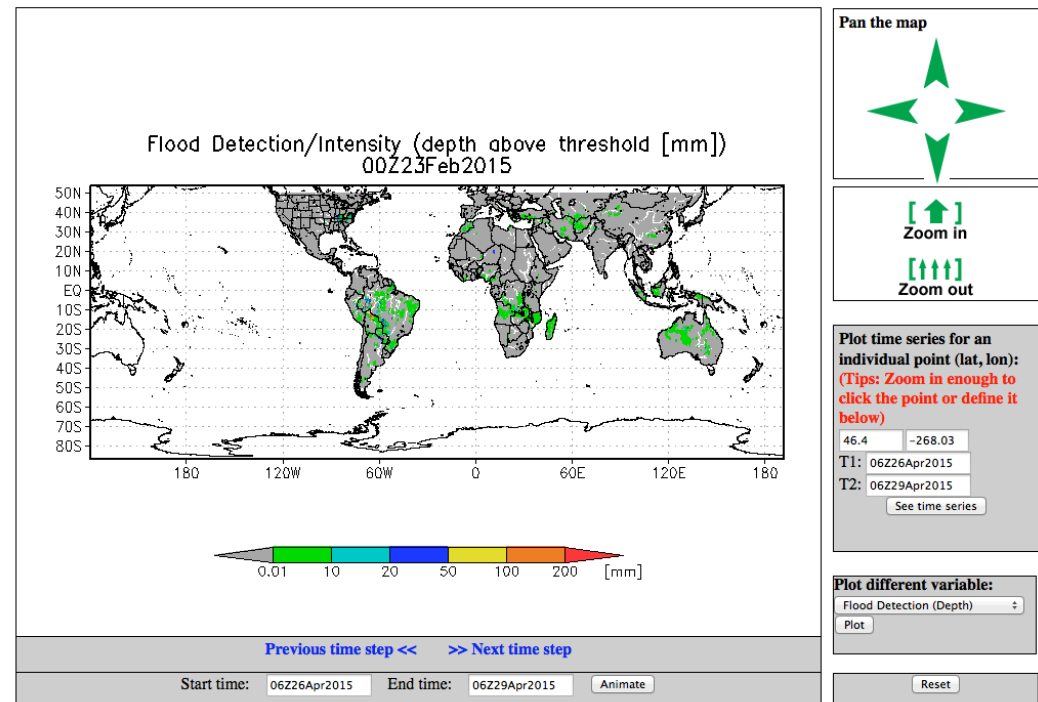 Flood Detection/Intensity (depth above threshold [mm])
00Z23Feb2015
50N
40N
30N
20N
10N
EQ
10S
20S
30S
40S
50S
60S
70S
80S
180 120W 60W 0 60E 120E 180
0.01 10 20 50 100 200 [mm]
Previous time step << >> Next time step
Start time: 06Z26Apr2015 End time: 06Z29Apr2015 Animate
Pan the map
[ ]
Zoom in
[ ]
Zoom out
Plot time series for an
individual point (lat, lon):
(Tips: Zoom in enough to
click the point or define it
below)
46.4 -268.03
T1: 06Z26Apr2015
T2: 06Z29Apr2015
See time series
Plot different variable:
Flood Detection (Depth)
Plot
Reset